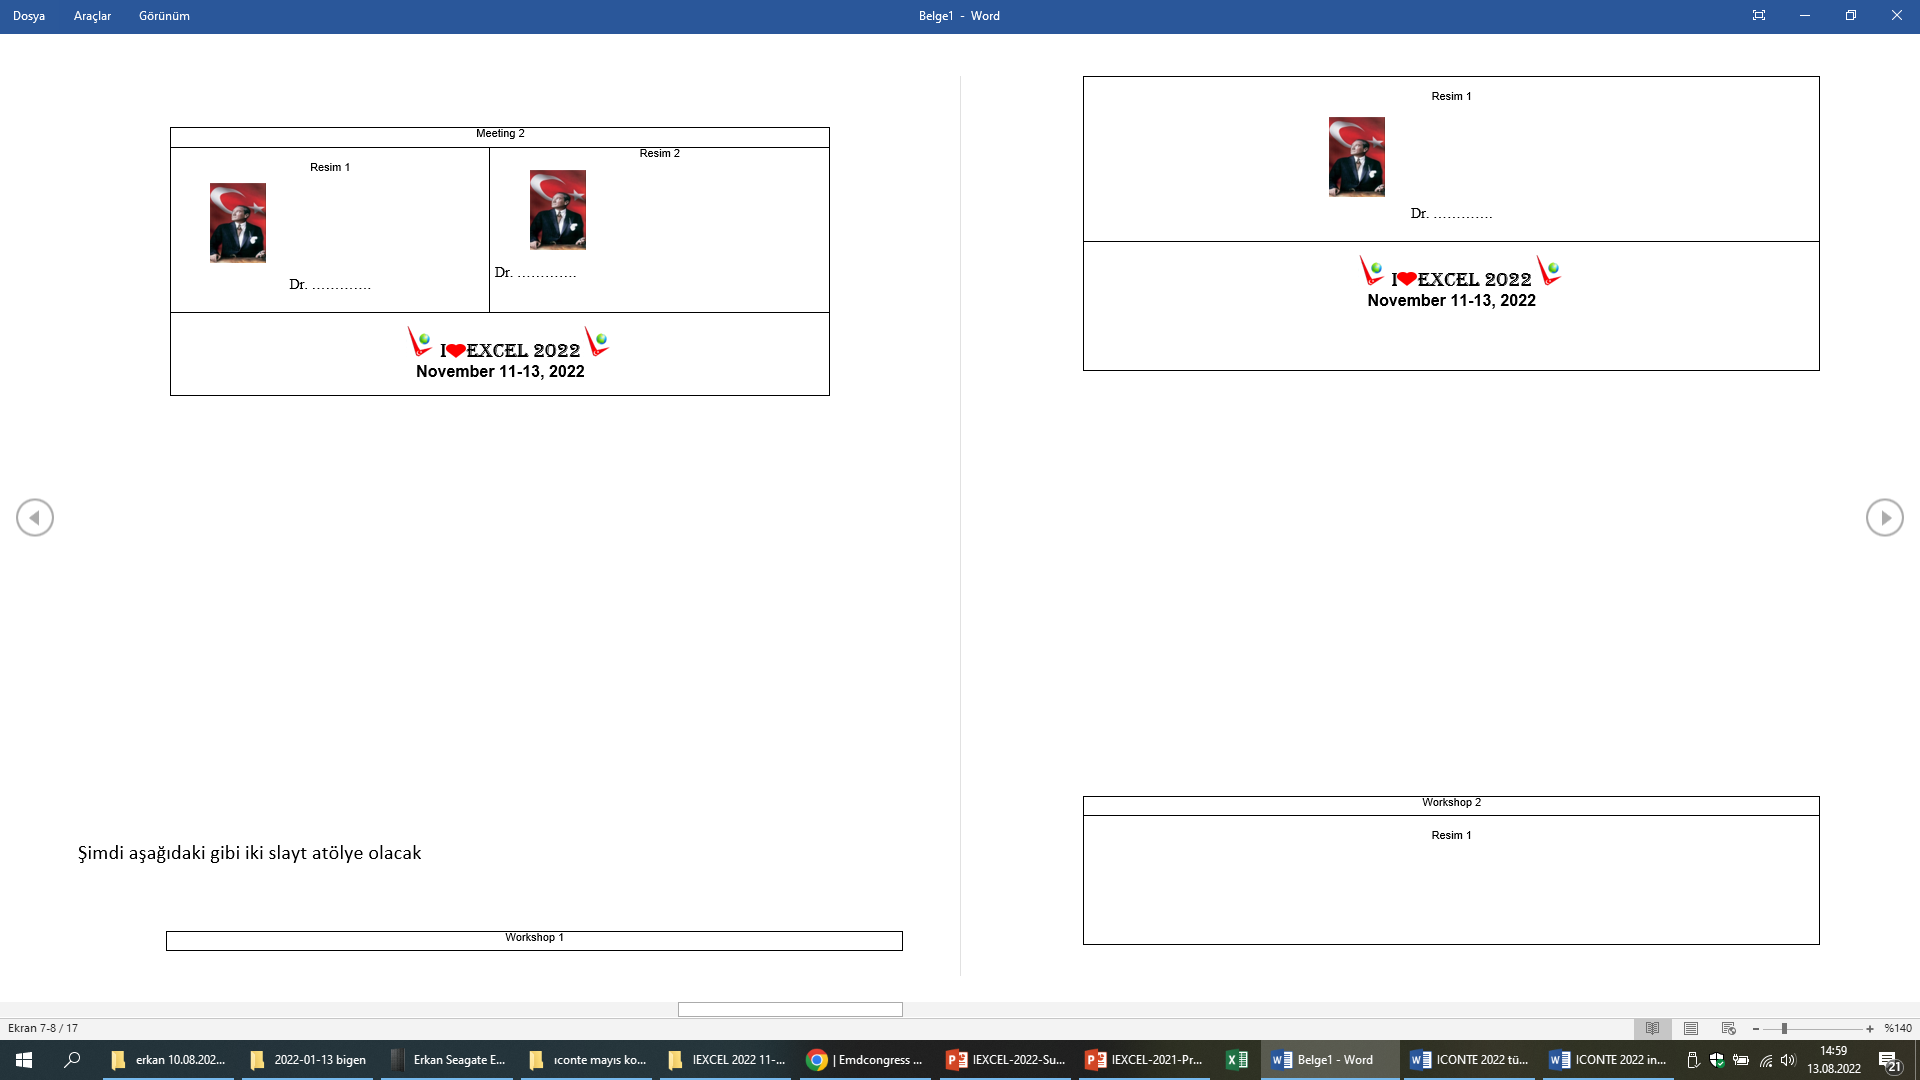 Dosya Araçlar Görünüm
Belge1 - Word
Meeting 2
Resim 1
Resim 2
Dr. ………….
Dr. ………….
I EXCEL 2022
November 11-13, 2022
Şimdi aşağıdaki gibi iki slayt atölye olacak
Workshop 1
Resim 1
Dr. ………….
I EXCEL 2022
November 11-13, 2022
Workshop 2
Resim 1
Ekran 7-8 / 17
%140
erkan 10.08.202...
2022-01-13 bigen
Erkan Seagate E...
ıconte mayıs ko...
IEXCEL 2022 11-...
| Emdcongress ...
IEXCEL-2022-Su...
IEXCEL-2021-Pr...
Belge1 - Word
ICONTE 2022 tü...
ICONTE 2022 in...
14:59
13.08.2022
21